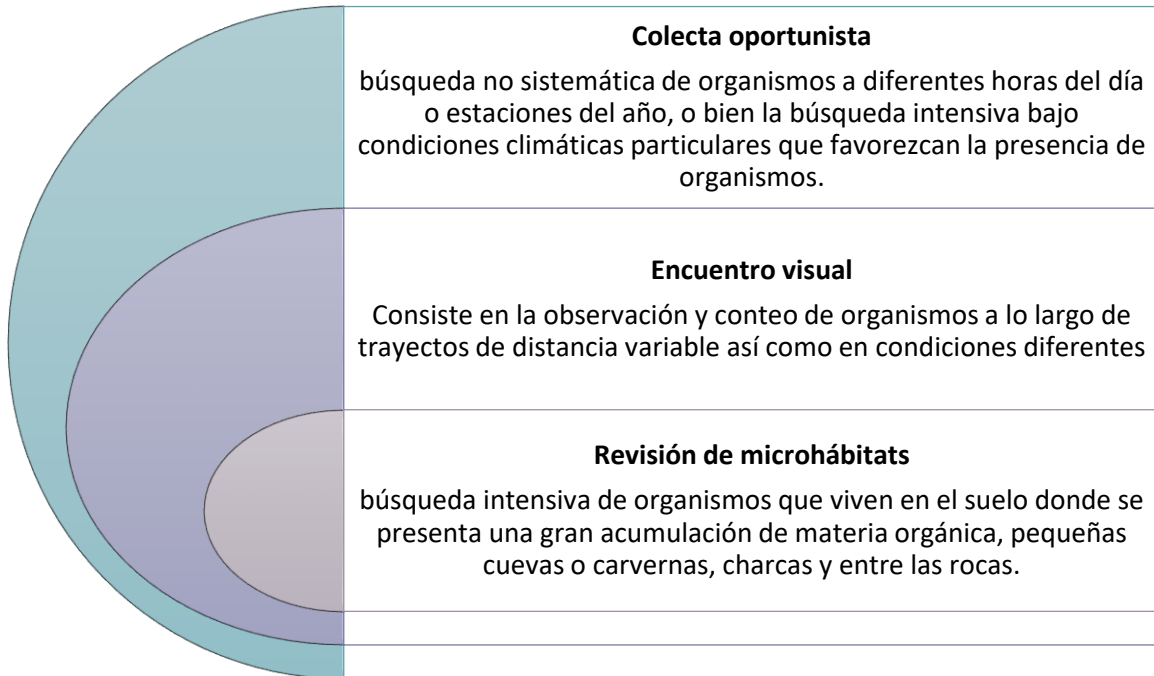 Colecta oportunista
búsqueda no sistemática de organismos a diferentes horas del día
o estaciones del año, o bien la búsqueda intensiva bajo
condiciones climáticas particulares que favorezcan la presencia de
organismos.
Encuentro visual
Consiste en la observación y conteo de organismos a lo largo de
trayectos de distancia variable así como en condiciones diferentes
Revisión de microhábitats
búsqueda intensiva de organismos que viven en el suelo donde se
presenta una gran acumulación de materia orgánica, pequeñas
cuevas o carvernas, charcas y entre las rocas.